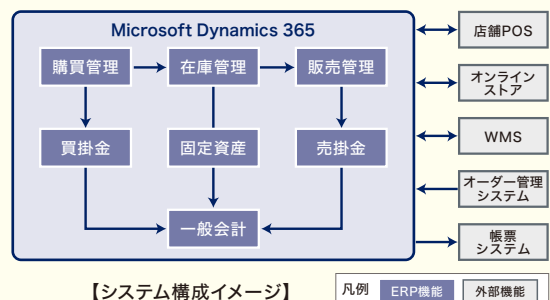 Microsoft Dynamics 365
購買管理
在庫管理
販売管理
買掛金
固定資産
売掛金
一般会計
店舗POS
オンライン
ストア
WMS
オーダー管理
システム
帳票
システム
【システム構成イメージ】
凡例
ERP機能
外部機能